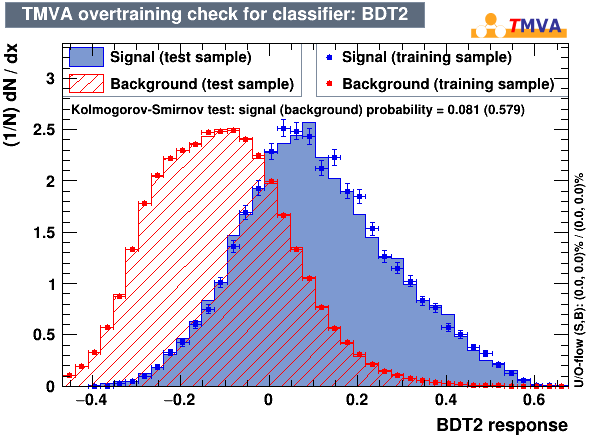 TMVA overtraining check for classifier: BDT2
TMVA
(1/N) dN / dx
Signal (test sample)
Signal (training sample)
Background (test sample)
Background (training sample)
Kolmogorov-Smirnov test: signal (background) probability = 0.081 (0.579)
3
2.5
2
1.5
1
0.5
0
−0.4 −0.2 0 0.2 0.4 0.6
BDT2 response
U/O-flow (S,B): (0.0, 0.0)% / (0.0, 0.0)%